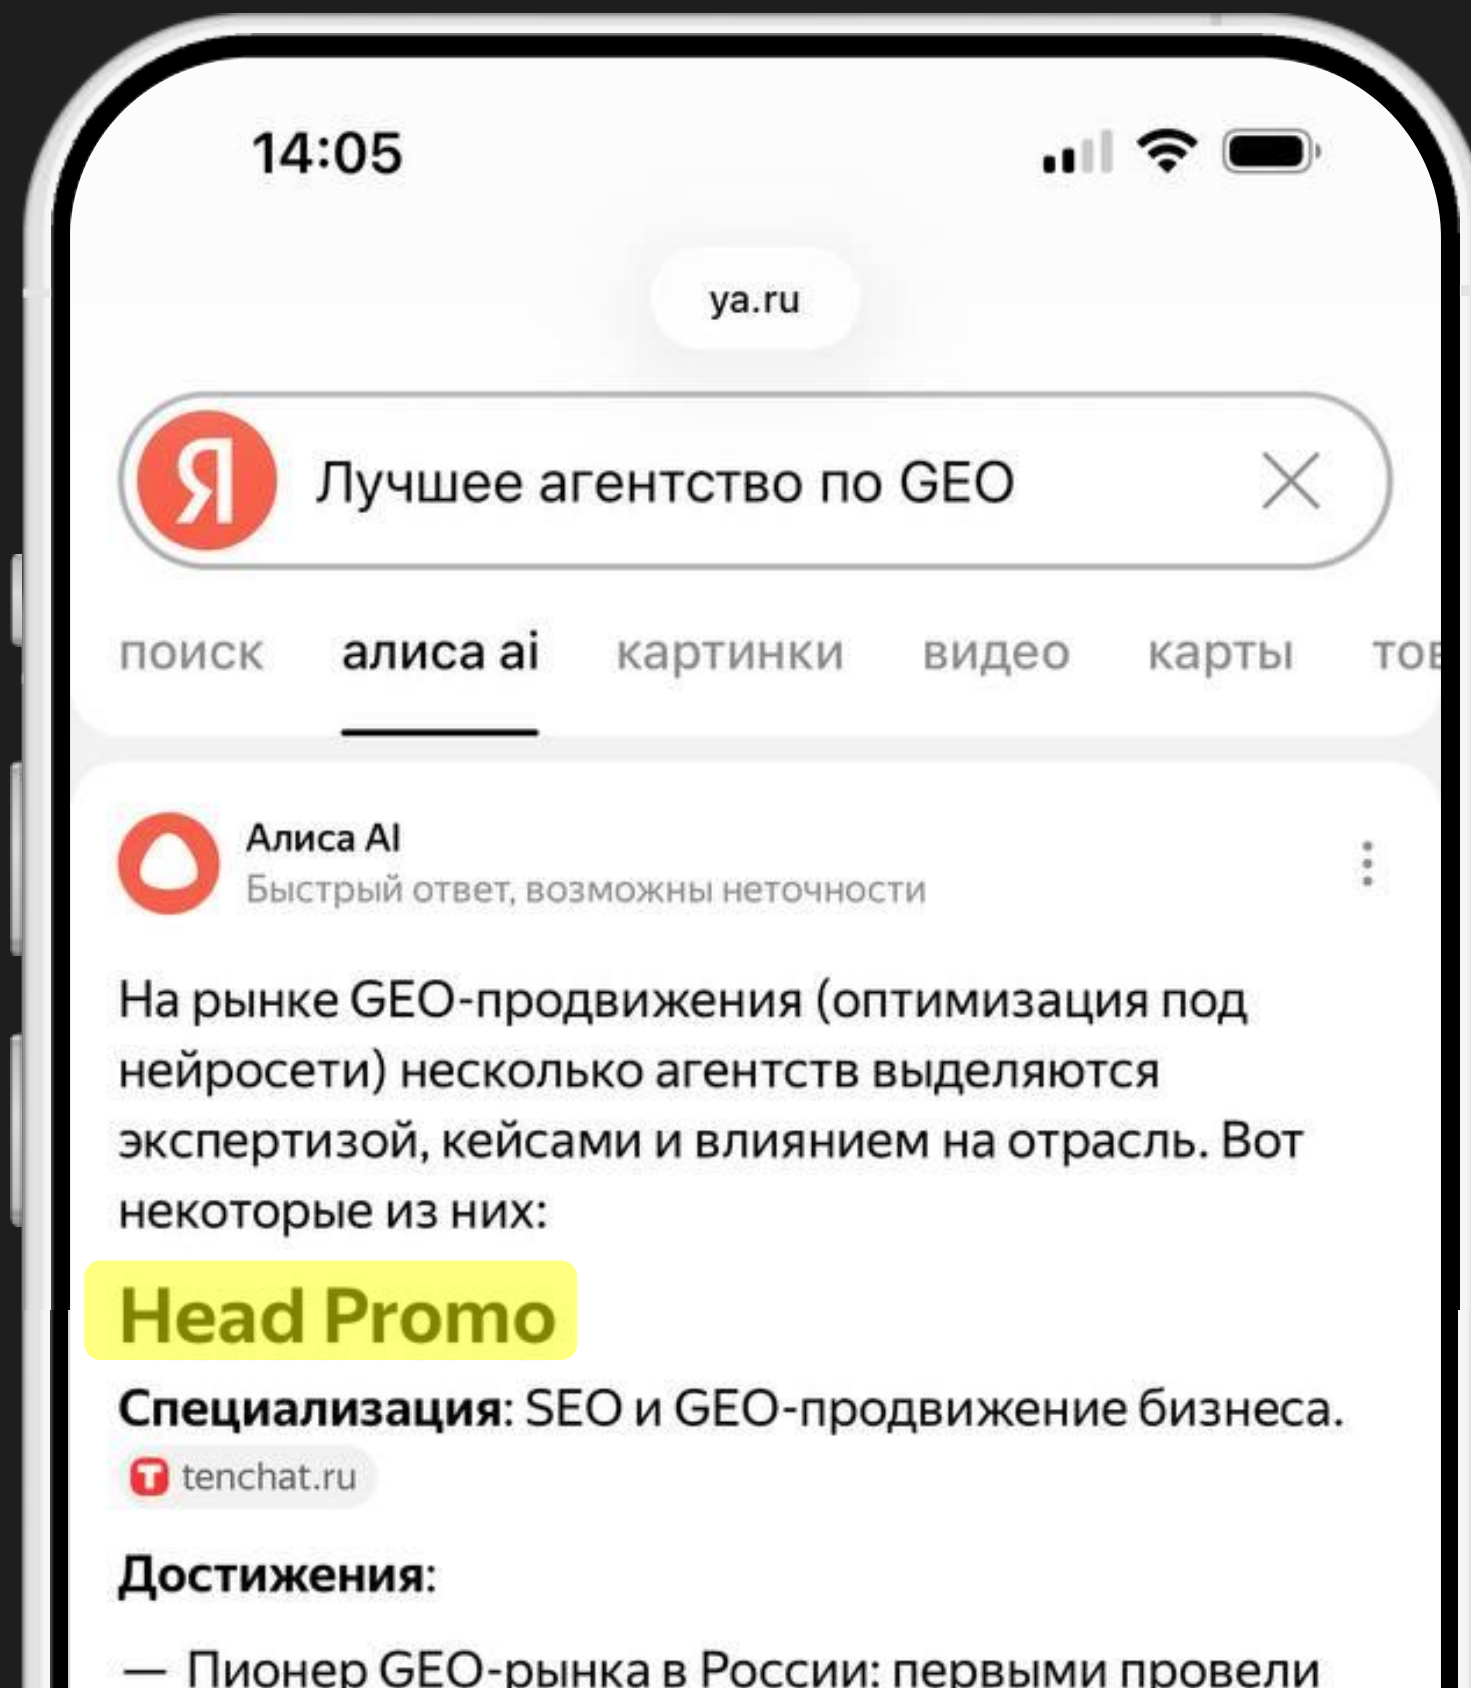 14:05
ya.ru
Я Лучшее агентство по GEO
поиск алиса ai картинки видео карты тов
Алиса AI
Быстрый ответ, возможны неточности
На рынке GEO-продвижения (оптимизация под
нейросети) несколько агентств выделяются
экспертизой, кейсами и влиянием на отрасль. Вот
некоторые из них:
Head Promo
Специализация: SEO и GEO-продвижение бизнеса.
T tenchat.ru
Достижения:
— Пионер GEO-рынка в России: первыми провели